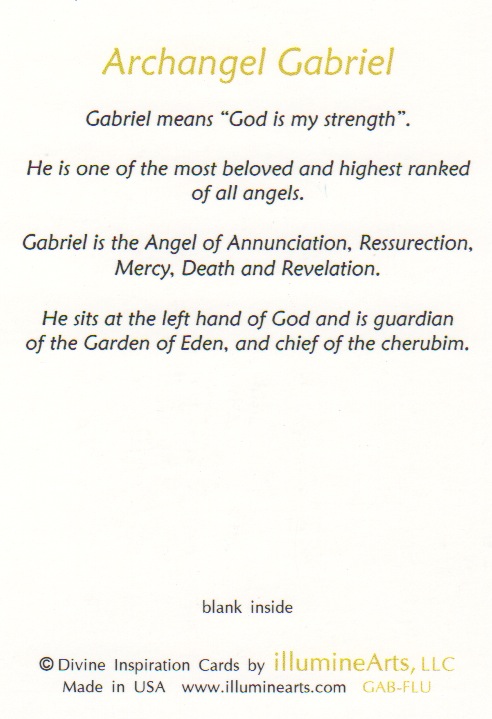 Archangel Gabriel
Gabriel means “God is my strength”.
He is one of the most beloved and highest ranked
of all angels.
Gabriel is the Angel of Annunciation, Ressurection,
Mercy, Death and Revelation.
He sits at the left hand of God and is guardian
of the Garden of Eden, and chief of the cherubim.
blank inside
© Divine Inspiration Cards by illumineArts, LLC
Made in USA www.illuminearts.com GAB-FLU